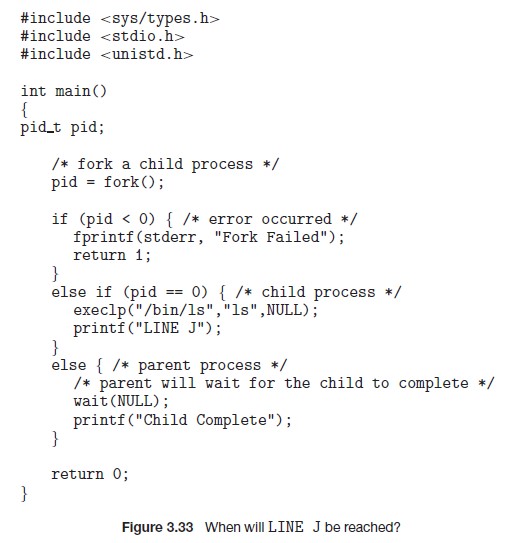 #include <sys/types.h>
#include <stdio.h>
#include <unistd.h>
int main()
{
pid_t pid;
/* fork a child process */
pid = fork();
if (pid < 0) { /* error occurred */
fprintf(stderr, "Fork Failed");
return 1;
}
else if (pid == 0) { /* child process */
execlp("/bin/ls","ls",NULL);
printf("LINE J");
}
else { /* parent process */
/* parent will wait for the child to complete */
wait(NULL);
printf("Child Complete");
}
return 0;
}
Figure 3.33 When will LINE J be reached?